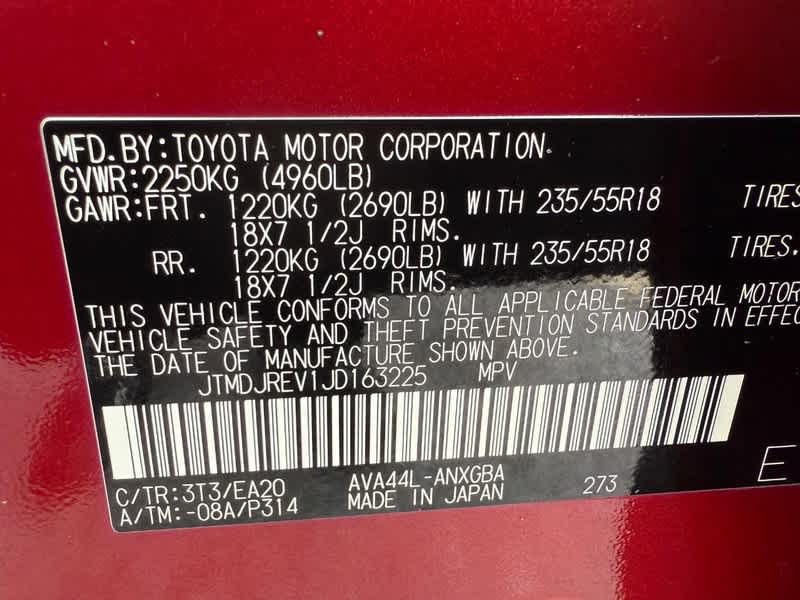 MFD.BY:TOYOTA MOTOR CORPORATION
GVWR:2250KG (4960LB)
GAWR:FRT. 1220KG (2690LB) WITH 235/55R18 TIRES
18X7 1/2J RIMS.
RR. 1220KG (2690LB) WITH 235/55R18 TIRES.
18X7 1/2J RIMS.
THIS VEHICLE CONFORMS TO ALL APPLICABLE FEDERAL MOTOR
VEHICLE SAFETY AND THEFT PREVENTION STANDARDS IN EFFEC
THE DATE OF MANUFACTURE SHOWN ABOVE.
JTMDJREV1JD163225 MPV
C/TR:3T3/EA20 AVA44L-ANXGBA 273 E
A/TM:-08A/P314 MADE IN JAPAN